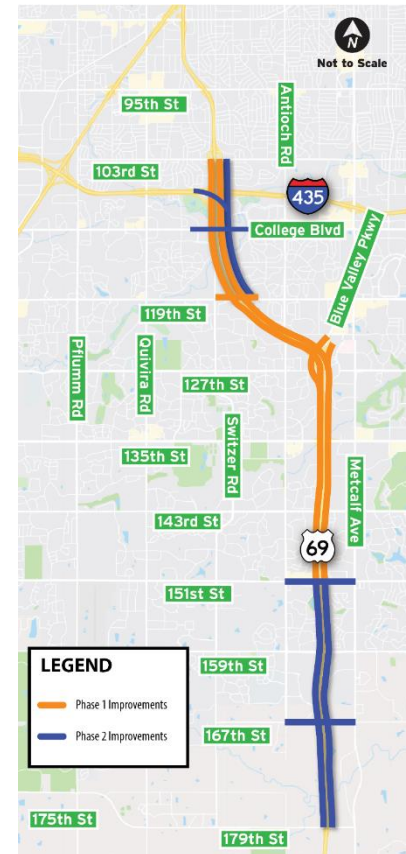 N
Not to Scale
95th St
Antioch Rd
103rd St
435
College Blvd
Blue Valley Pkwy
119th St
Pflumm Rd
Quivira Rd
127th St
Switzer Rd
135th St
Metcalf Ave
143rd St
69
151st St
LEGEND
Phase 1 Improvements
Phase 2 Improvements
159th St
167th St
175th St
179th St